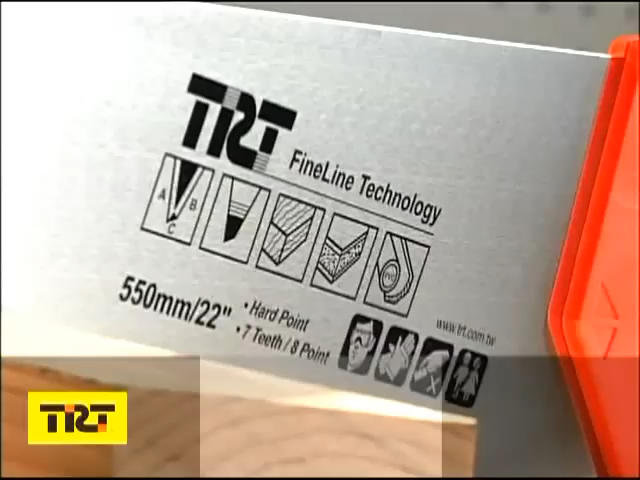 TRT
FineLine Technology
A B
C
550mm/22"
• Hard Point
• 7 Teeth / 8 Point
X
www.trt.com.tw
TRT